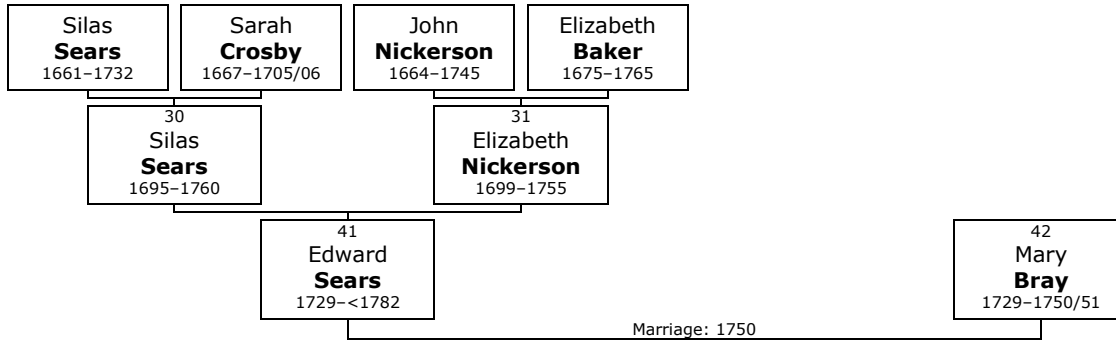 Silas
Sears
1661–1732
Sarah
Crosby
1667–1705/06
John
Nickerson
1664–1745
Elizabeth
Baker
1675–1765
30
Silas
Sears
1695–1760
31
Elizabeth
Nickerson
1699–1755
41
Edward
Sears
1729–<1782
42
Mary
Bray
1729–1750/51
Marriage: 1750